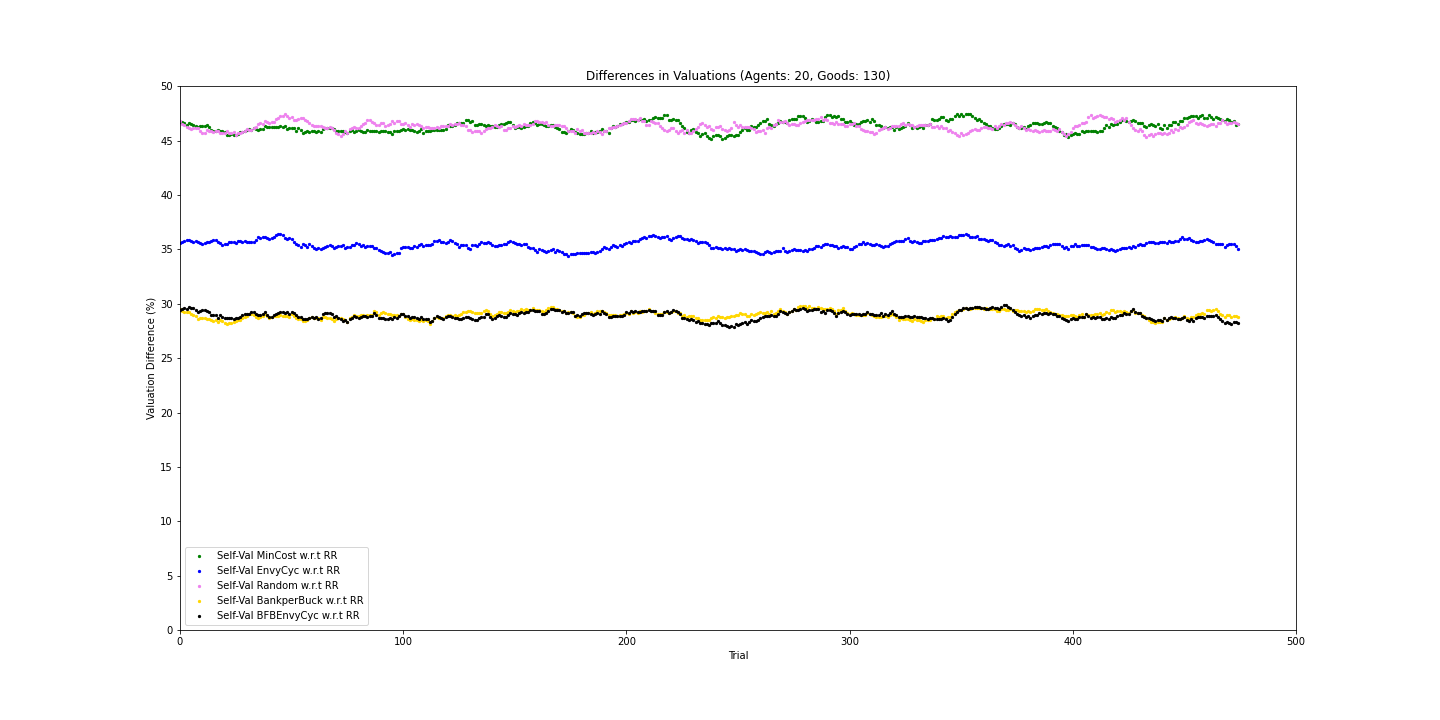 Differences in Valuations (Agents: 20, Goods: 130)
50
45
40
35
30
25
20
15
10
5
0
Valuation Difference (%)
Self-Val MinCost w.r.t RR
Self-Val EnvyCyc w.r.t RR
Self-Val Random w.r.t RR
Self-Val BankperBuck w.r.t RR
Self-Val BFBEnvyCyc w.r.t RR
0 100 200 300 400 500
Trial